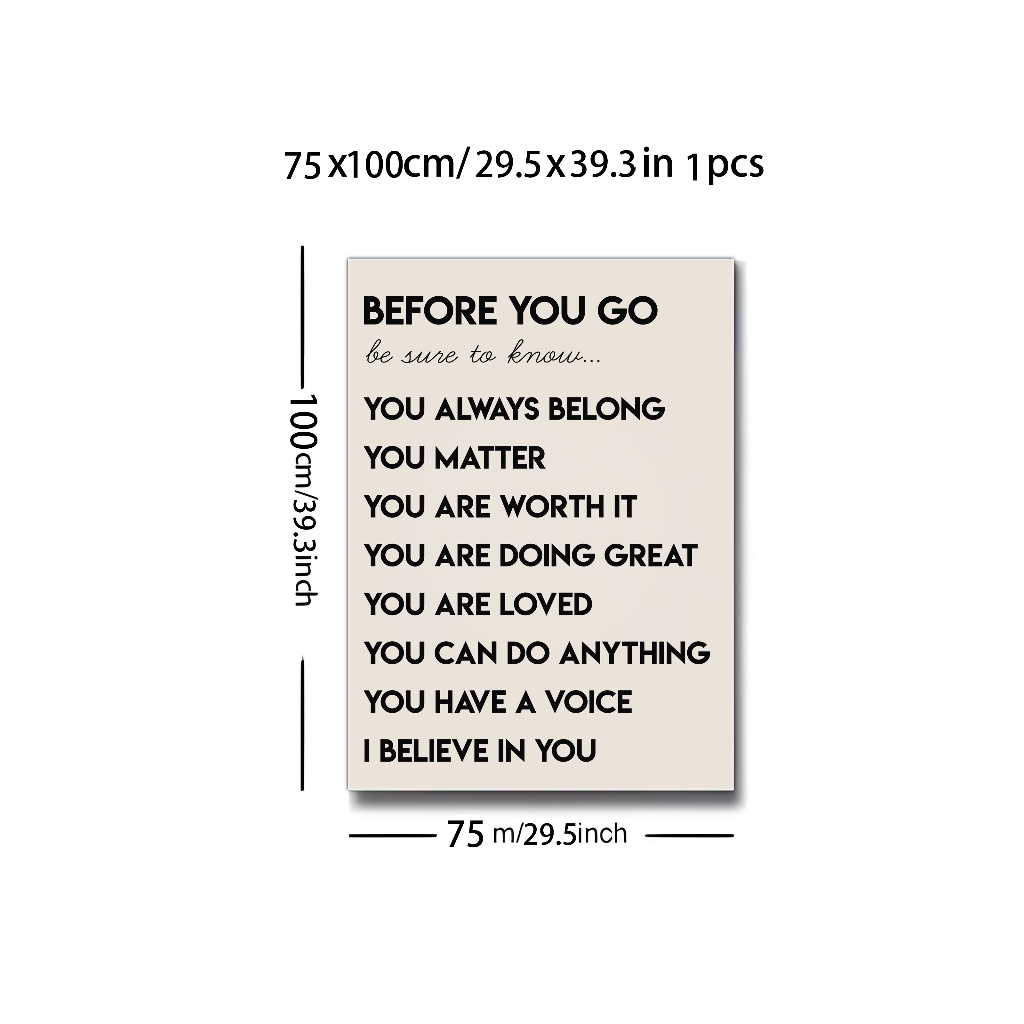 75x100cm/29.5x39.3in 1pcs
BEFORE YOU GO
be sure to know...
YOU ALWAYS BELONG
YOU MATTER
YOU ARE WORTH IT
YOU ARE DOING GREAT
YOU ARE LOVED
YOU CAN DO ANYTHING
YOU HAVE A VOICE
I BELIEVE IN YOU
100cm/39.3inch
75 m/29.5inch